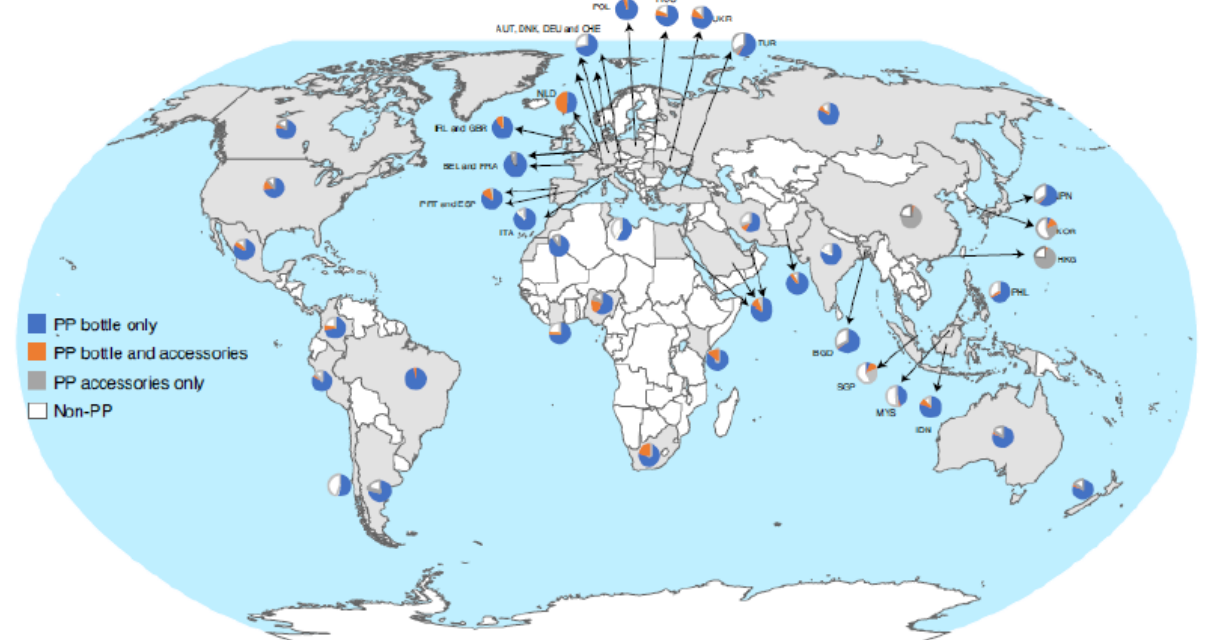 POL
UKR
AUT, DNK, DEU and CHE
TUR
NLD
IRL and GBR
BEL and FRA
PRT and ESP
ITA
JPN
KOR
HKG
PHL
BGD
SGP
MYS
IDN
PP bottle only
PP bottle and accessories
PP accessories only
Non-PP